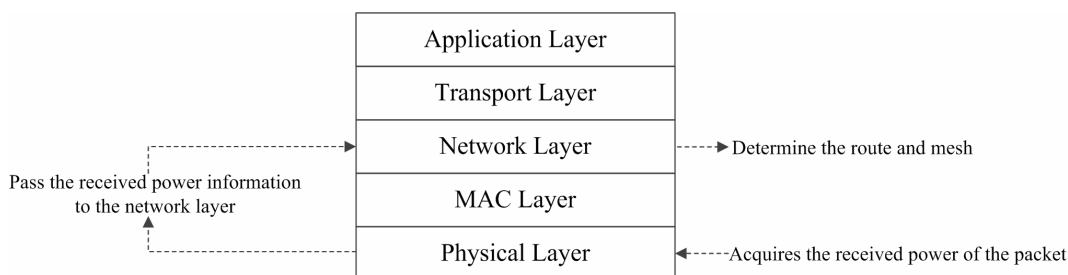 Application Layer
Transport Layer
Network Layer
Determine the route and mesh
Pass the received power information
to the network layer
MAC Layer
Physical Layer
Acquires the received power of the packet